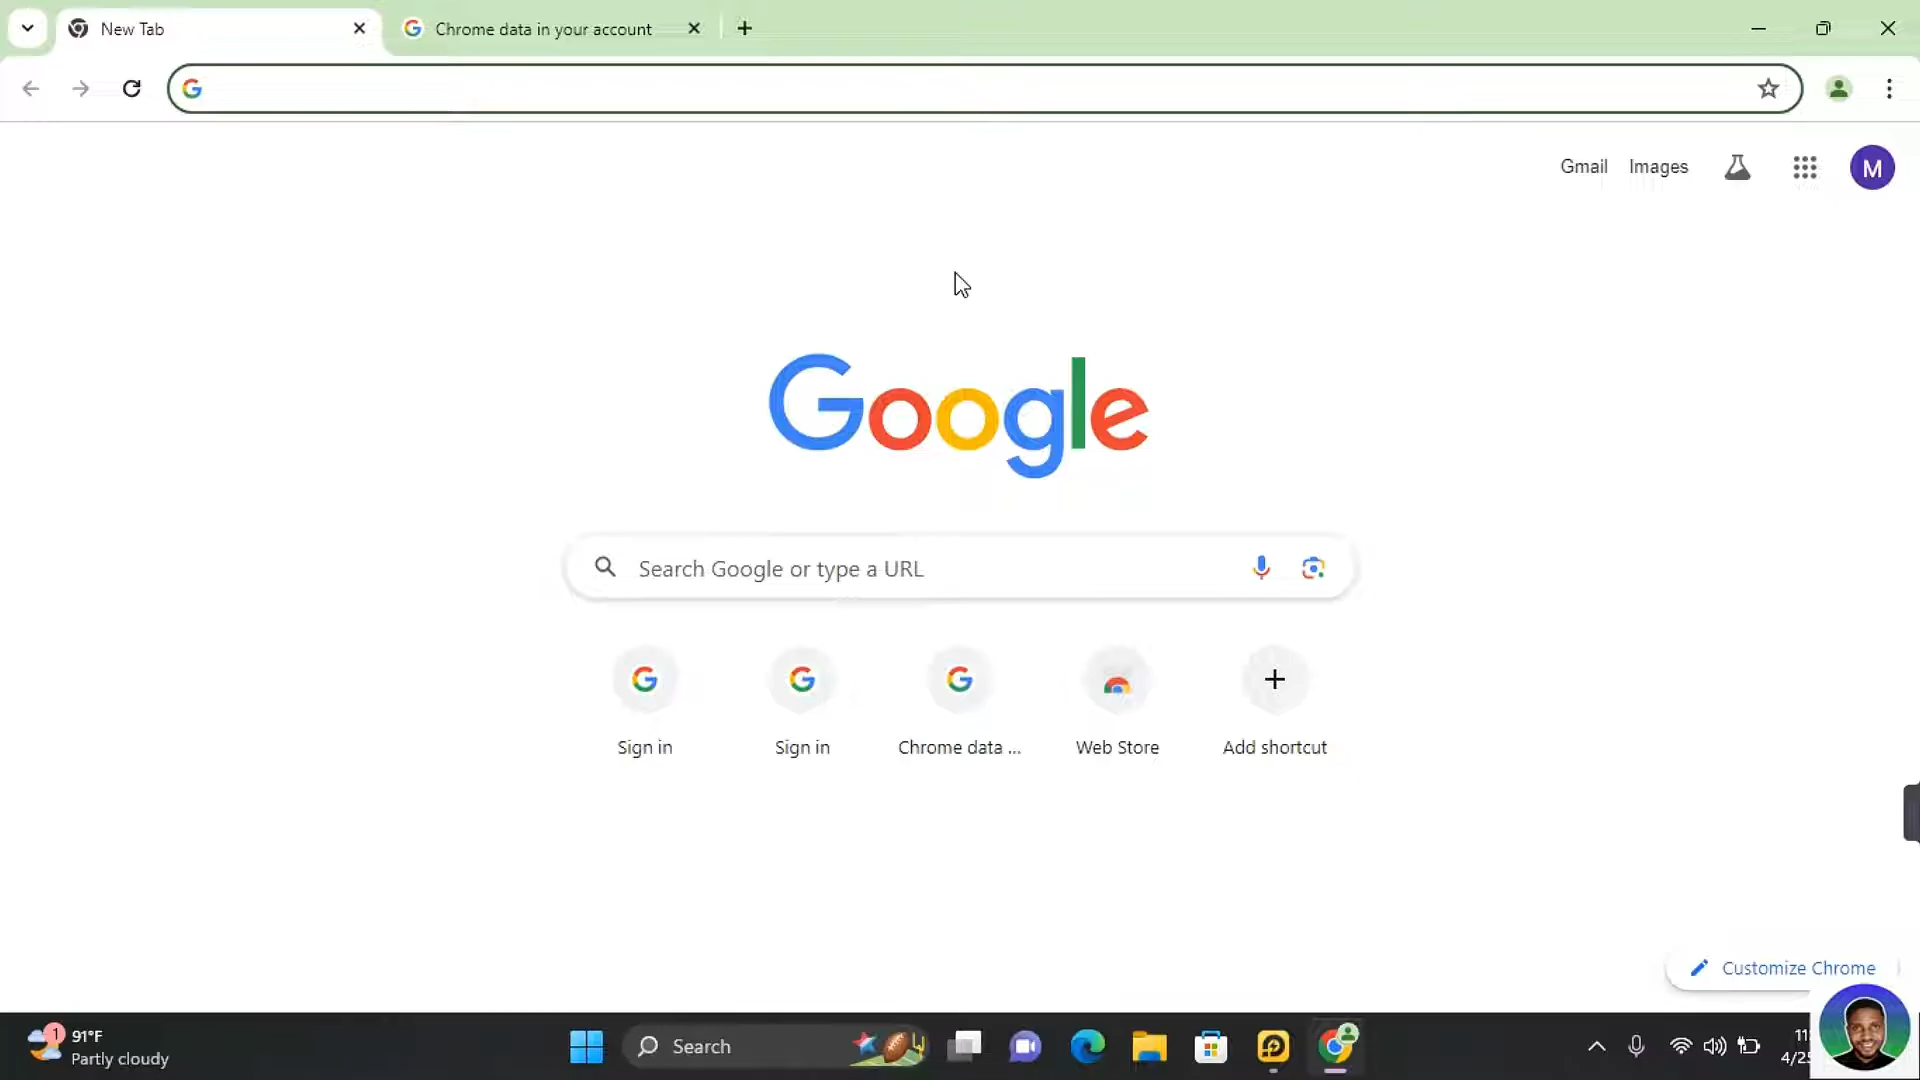 New Tab
Chrome data in your account
Gmail
Images
M
Google
Search Google or type a URL
Sign in
Sign in
Chrome data ...
Web Store
Add shortcut
Customize Chrome
1
91°F
Partly cloudy
Search